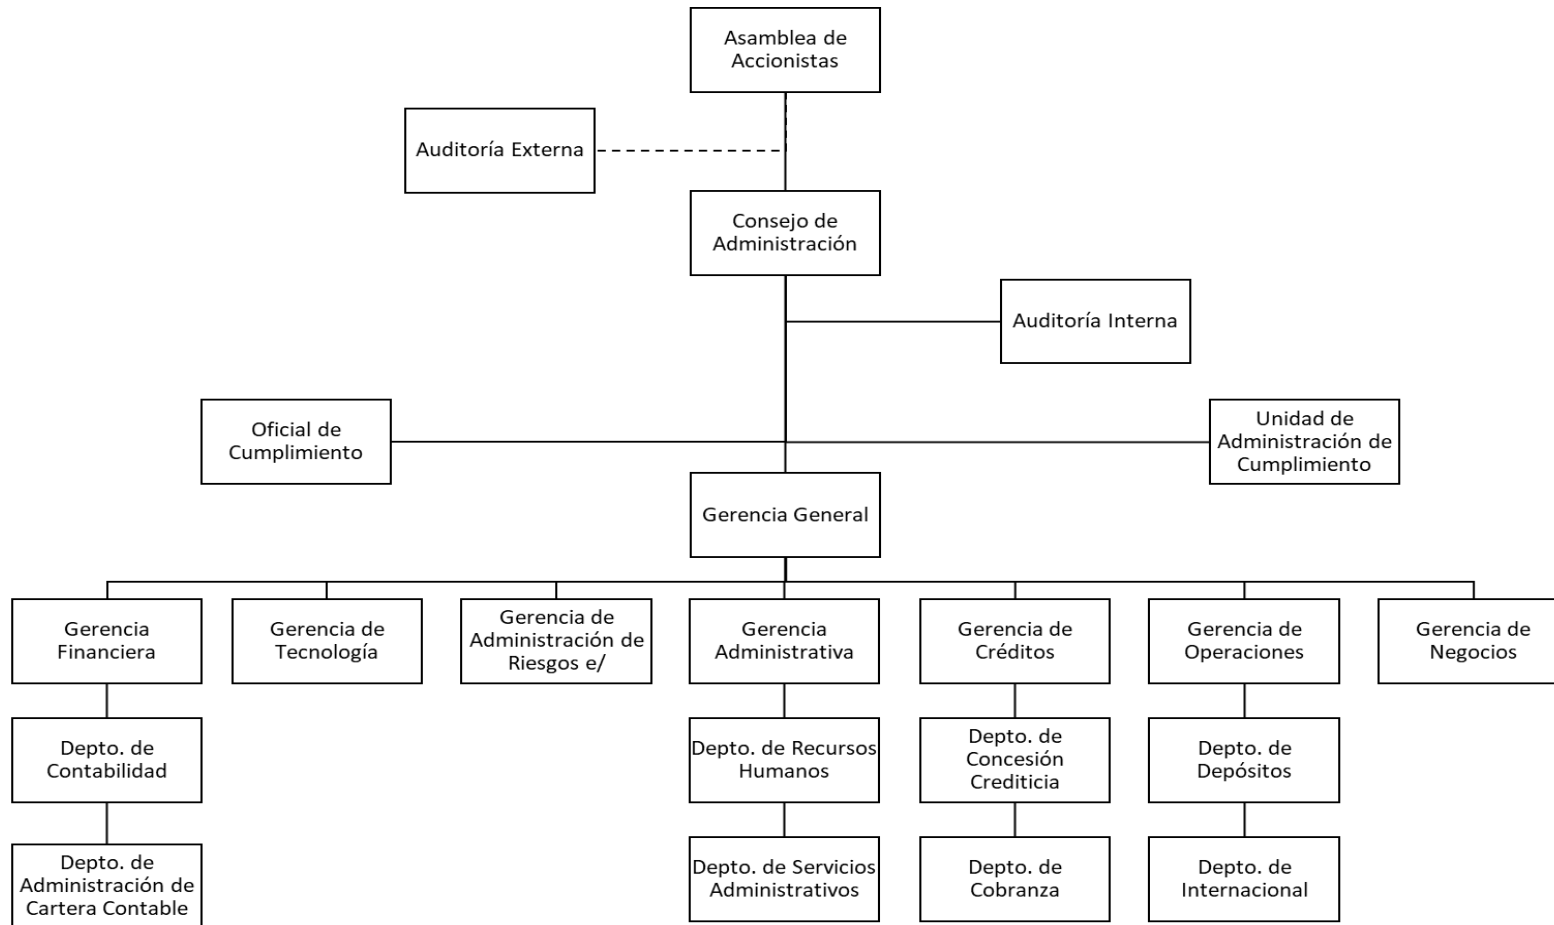 Asamblea de
Accionistas
Auditoría Externa
Consejo de
Administración
Auditoría Interna
Oficial de
Cumplimiento
Unidad de
Administración de
Cumplimiento
Gerencia General
Gerencia
Financiera
Gerencia de
Tecnología
Gerencia de
Administración de
Riesgos e/
Gerencia
Administrativa
Gerencia de
Créditos
Gerencia de
Operaciones
Gerencia de
Negocios
Depto. de
Contabilidad
Depto. de Recursos
Humanos
Depto. de
Concesión
Crediticia
Depto. de
Depósitos
Depto. de
Administración de
Cartera Contable
Depto. de Servicios
Administrativos
Depto. de
Cobranza
Depto. de
Internacional